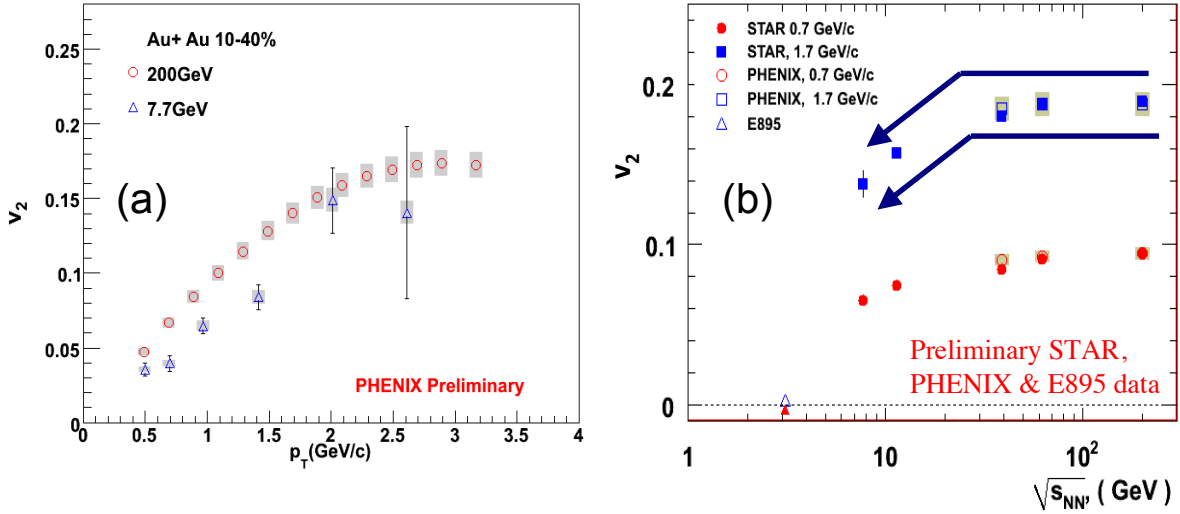 Au+ Au 10-40%
200GeV
7.7GeV
(a)
PHENIX Preliminary
v2
0.25
0.2
0.15
0.1
0.05
0
0 0.5 1 1.5 2 2.5 3 3.5 4
pT(GeV/c)
STAR 0.7 GeV/c
STAR, 1.7 GeV/c
PHENIX, 0.7 GeV/c
PHENIX, 1.7 GeV/c
E895
(b)
Preliminary STAR,
PHENIX & E895 data
v2
0.2
0.1
0
1 10 10²
√sNN, ( GeV)